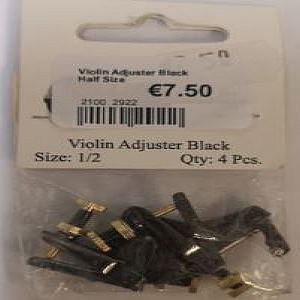 Violin Adjuster Black
Half Size
€7.50
2100 2922
Violin Adjuster Black
Size: 1/2 Qty: 4 Pcs.